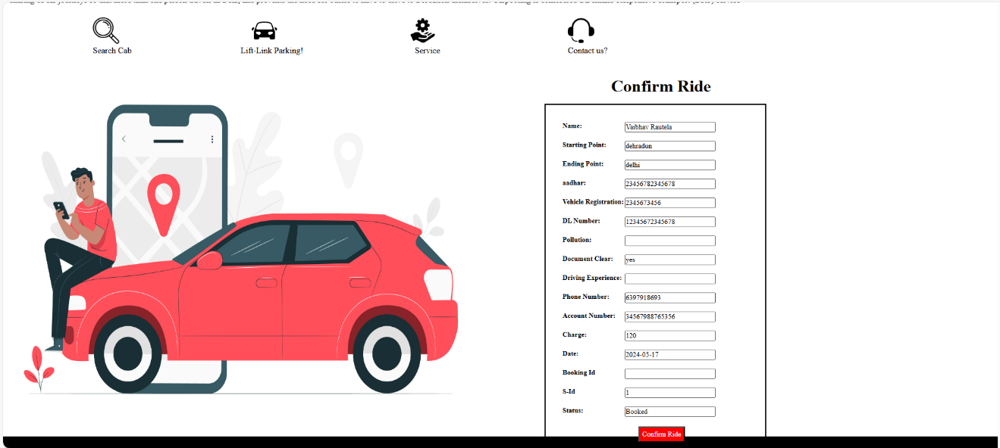 Search Cab
Lift-Link Parking!
Service
Contact us?
Confirm Ride
Name: Vaibhav Rautela
Starting Point: dehradun
Ending Point: delhi
aadhar: 23456782345678
Vehicle Registration: 2345673456
DL Number: 12345672345678
Pollution:
Document Clear: yes
Driving Experience:
Phone Number: 6397918693
Account Number: 34567988765356
Charge: 120
Date: 2024-05-17
Booking Id
S-Id 1
Status: Booked
Confirm Ride